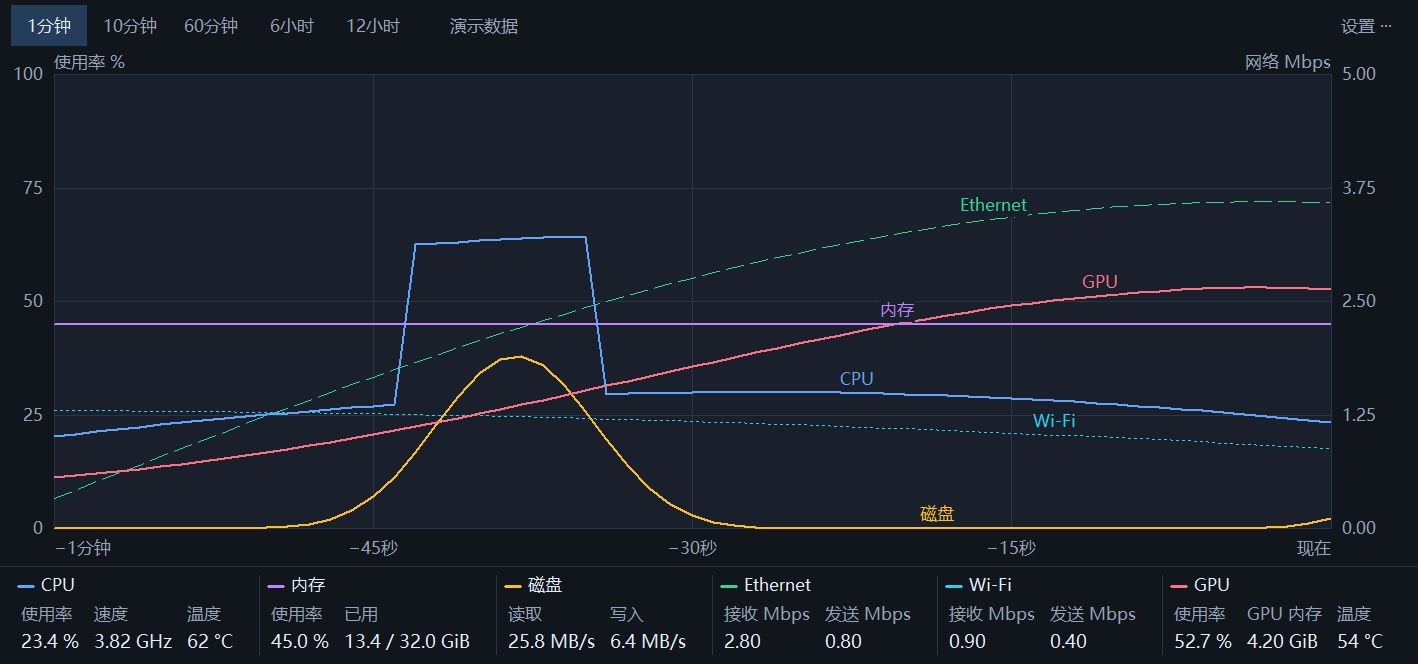 1分钟 10分钟 60分钟 6小时 12小时 演示数据 设置 ···
使用率 % 网络 Mbps
100 5.00
75 3.75
Ethernet
GPU
50 2.50
内存
CPU
25 1.25
Wi-Fi
磁盘
0 0.00
−1分钟 −45秒 −30秒 −15秒 现在
CPU 内存 磁盘 Ethernet Wi-Fi GPU
使用率 速度 温度 使用率 已用 读取 写入 接收 Mbps 发送 Mbps 接收 Mbps 发送 Mbps 使用率 GPU 内存 温度
23.4 % 3.82 GHz 62 °C 45.0 % 13.4 / 32.0 GiB 25.8 MB/s 6.4 MB/s 2.80 0.80 0.90 0.40 52.7 % 4.20 GiB 54 °C